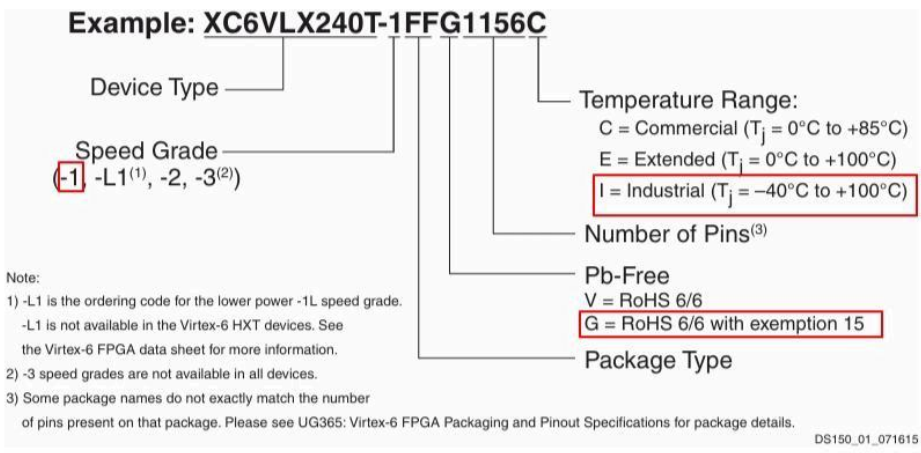 Example: XC6VLX240T-1FFG1156C
Device Type
Speed Grade
(-1, -L1(1), -2, -3(2))
Temperature Range:
C = Commercial (Tj = 0°C to +85°C)
E = Extended (Tj = 0°C to +100°C)
I = Industrial (Tj = –40°C to +100°C)
Number of Pins(3)
Pb-Free
V = RoHS 6/6
G = RoHS 6/6 with exemption 15
Package Type
Note:
1) -L1 is the ordering code for the lower power -1L speed grade.
-L1 is not available in the Virtex-6 HXT devices. See
the Virtex-6 FPGA data sheet for more information.
2) -3 speed grades are not available in all devices.
3) Some package names do not exactly match the number
of pins present on that package. Please see UG365: Virtex-6 FPGA Packaging and Pinout Specifications for package details.
DS150_01_071615